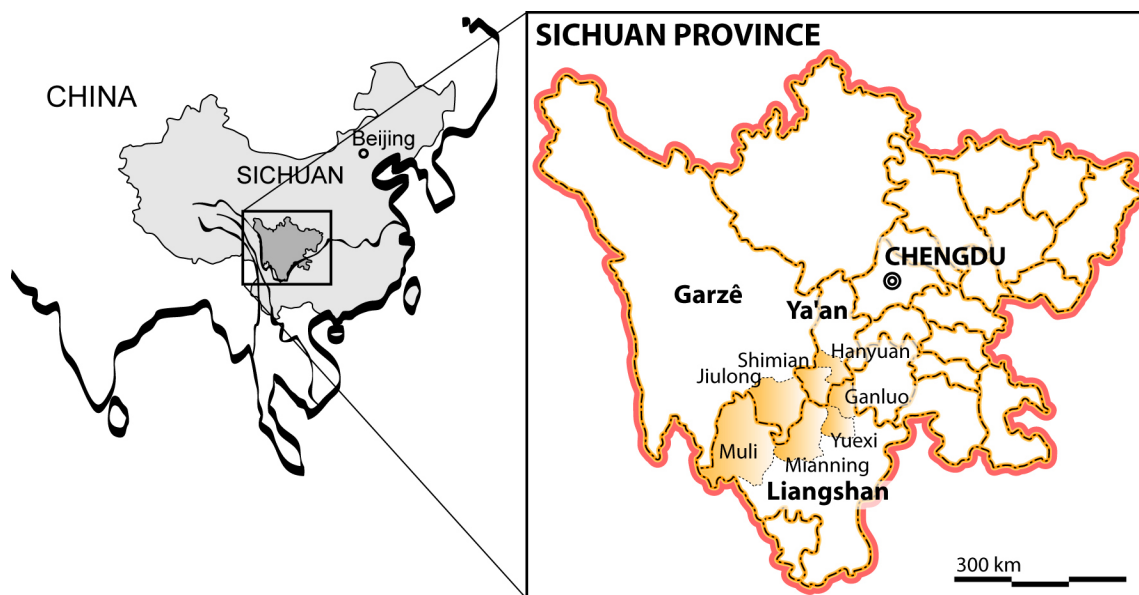 CHINA
Beijing
SICHUAN
SICHUAN PROVINCE
CHENGDU
Garzê
Ya'an
Hanyuan
Shimian
Jiulong
Ganluo
Yuexi
Muli
Mianning
Liangshan
300 km